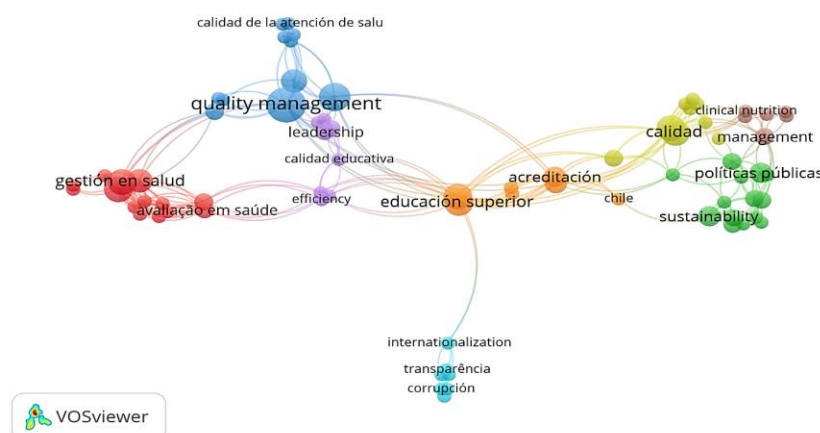 calidad de la atención de salu
quality management
leadership
clinical nutrition
calidad
management
calidad educativa
gestión en salud
acreditación
políticas públicas
efficiency
educación superior
chile
avaliação em saúde
sustainability
internationalization
transparência
corrupción
VOSviewer